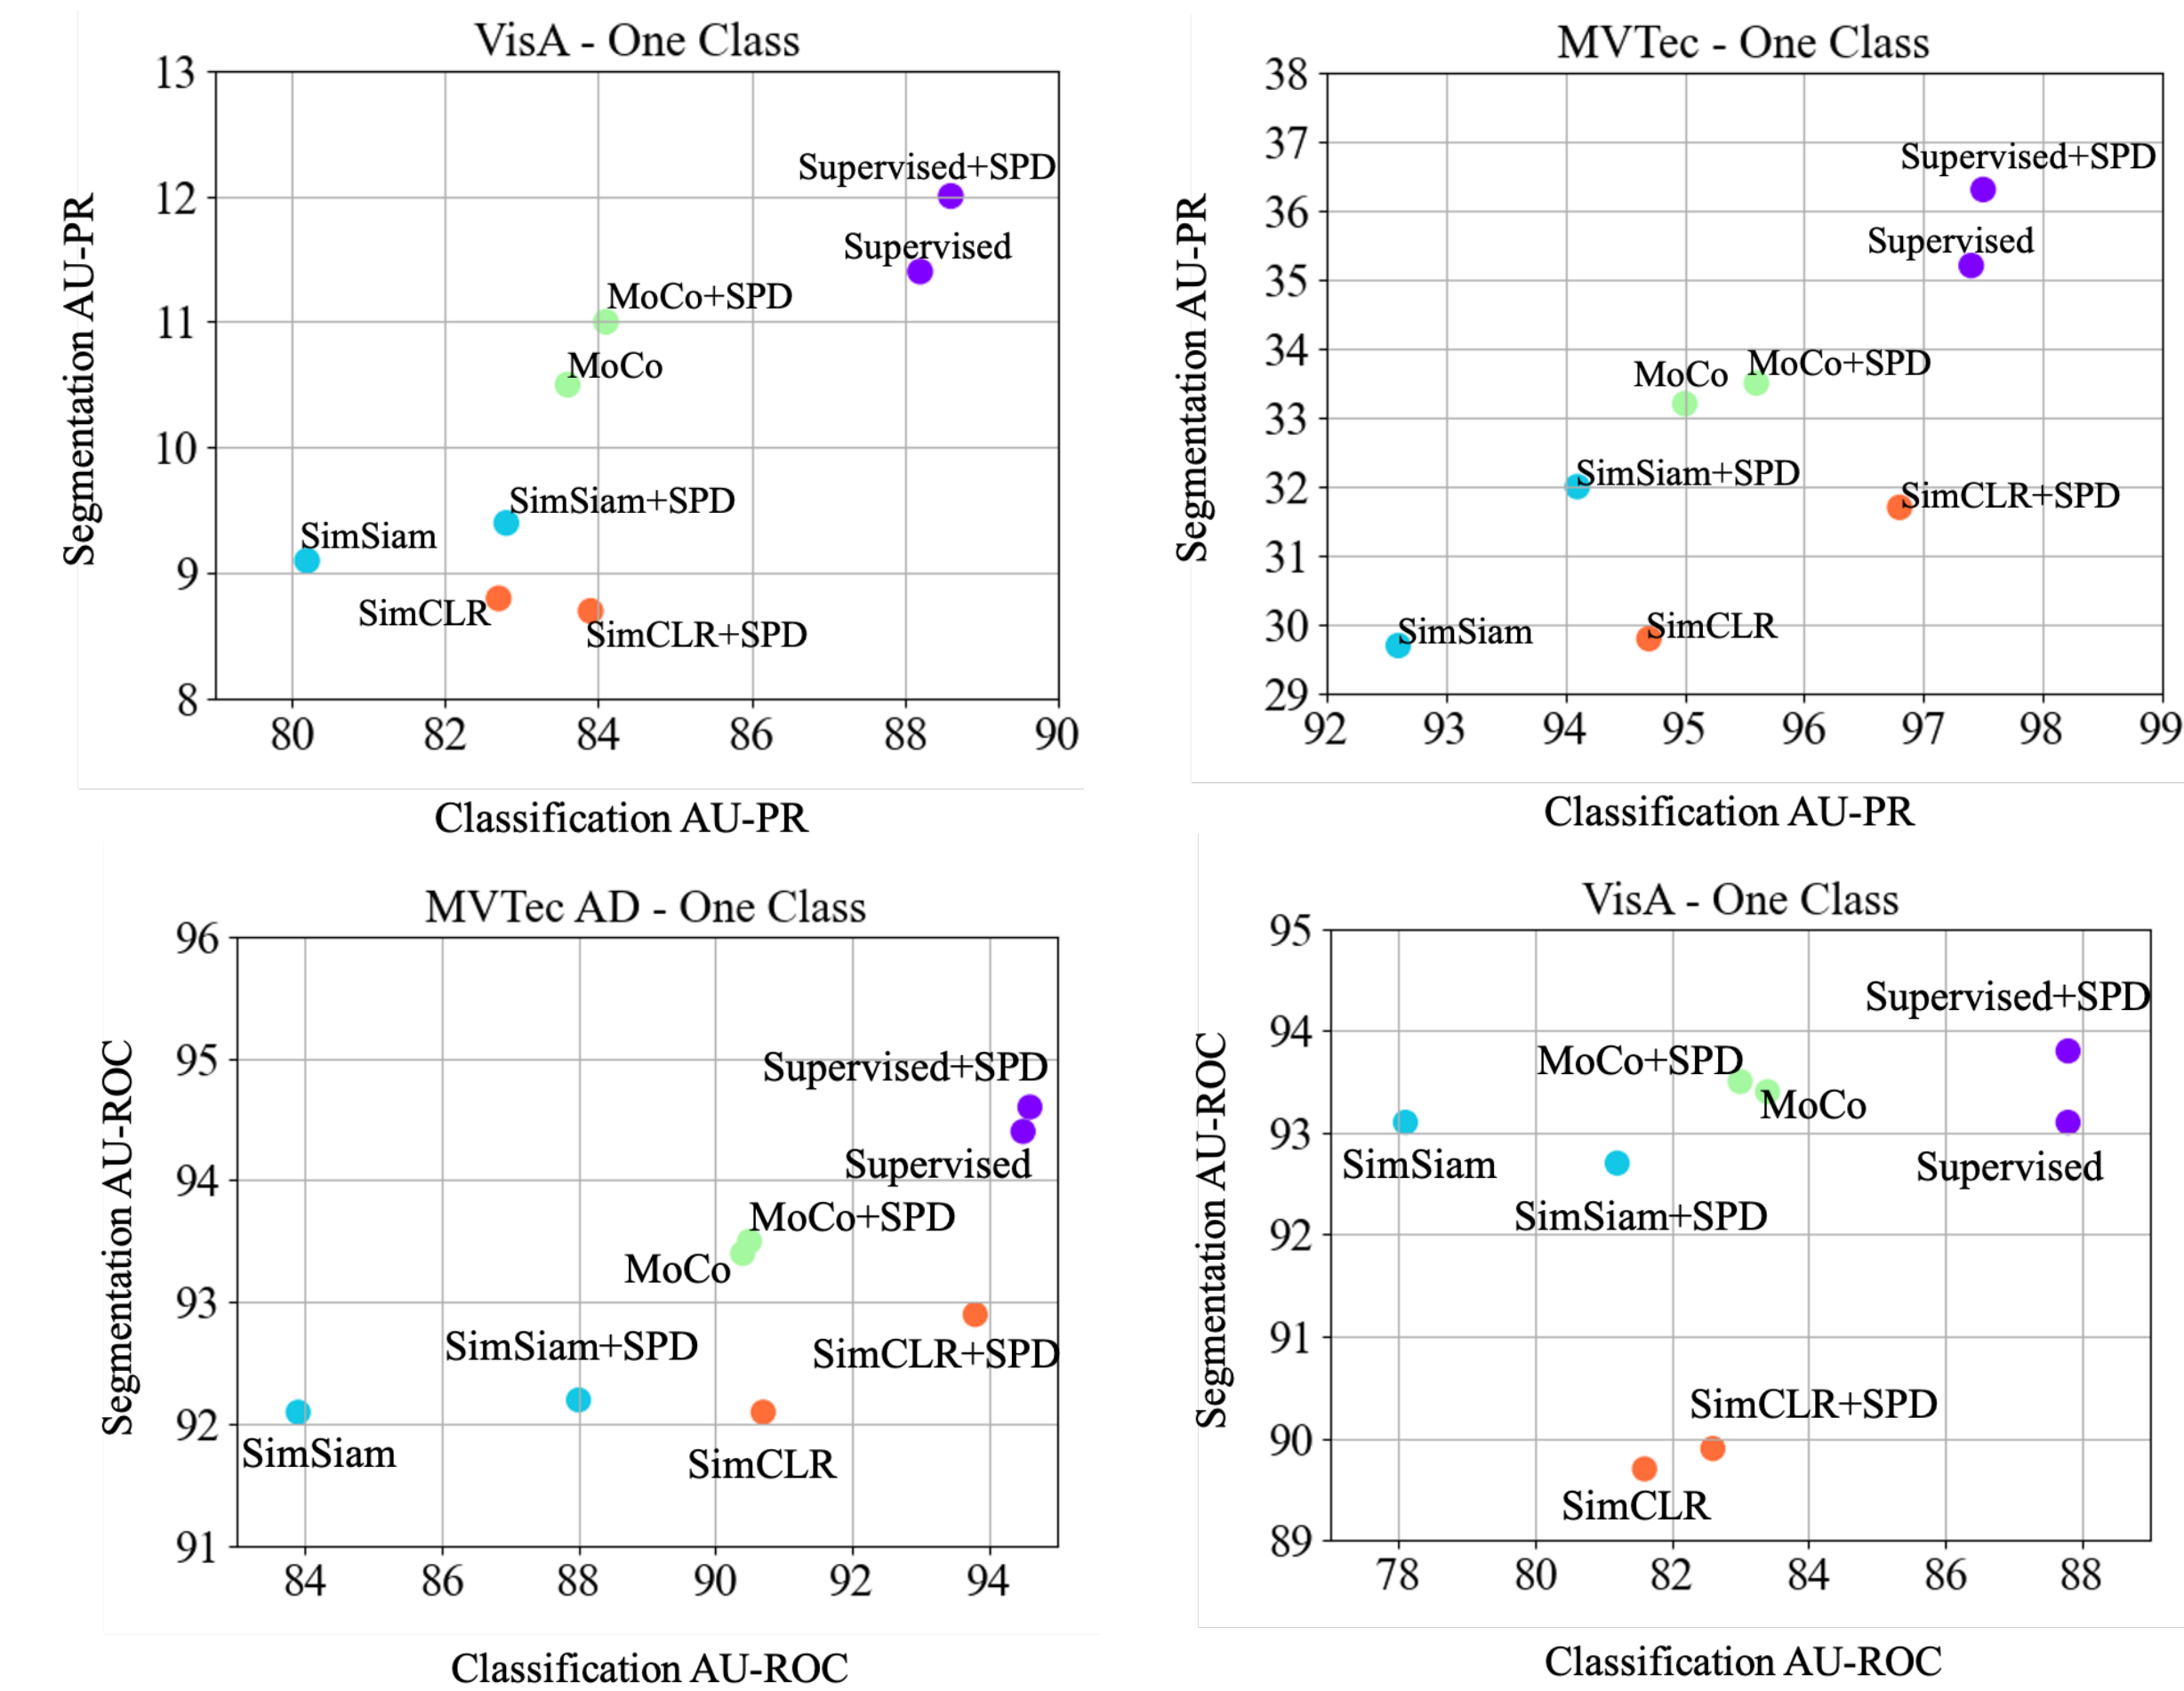 VisA - One Class
13
12
11
10
9
8
Segmentation AU-PR
Supervised+SPD
Supervised
MoCo+SPD
MoCo
SimSiam+SPD
SimSiam
SimCLR
SimCLR+SPD
80 82 84 86 88 90
Classification AU-PR
MVTec - One Class
38
37
36
35
34
33
32
31
30
29
Segmentation AU-PR
Supervised+SPD
Supervised
MoCo+SPD
MoCo
SimSiam+SPD
SimCLR+SPD
SimSiam
SimCLR
92 93 94 95 96 97 98 99
Classification AU-PR
MVTec AD - One Class
96
95
94
93
92
91
Segmentation AU-ROC
Supervised+SPD
Supervised
MoCo+SPD
MoCo
SimSiam+SPD
SimCLR+SPD
SimSiam
SimCLR
84 86 88 90 92 94
Classification AU-ROC
VisA - One Class
95
94
93
92
91
90
89
Segmentation AU-ROC
Supervised+SPD
MoCo+SPD
MoCo
SimSiam
Supervised
SimSiam+SPD
SimCLR+SPD
SimCLR
78 80 82 84 86 88
Classification AU-ROC